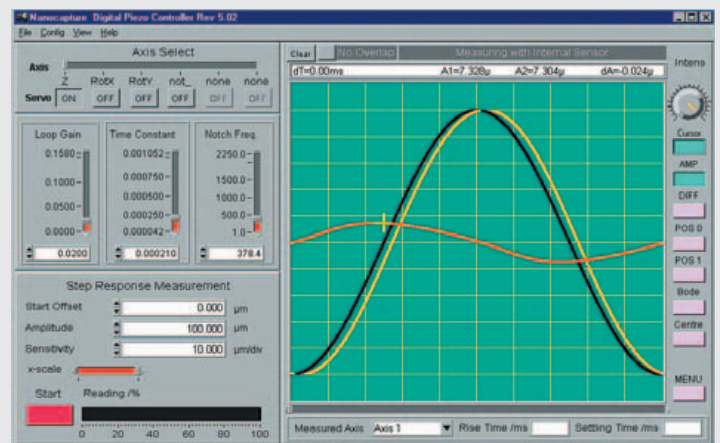 Nanocapture Digital Piezo Controller Rev 5.02
File Config View Help
Axis Select
Axis
Z RotX RotY not_ none none
Servo ON OFF OFF OFF OFF OFF
Loop Gain
0.1580
0.1000
0.0500
0.0000
0.0200
Time Constant
0.001052
0.000750
0.000500
0.000250
0.000042
0.000210
Notch Freq.
2250.0
1500.0
1000.0
500.0
1.0
378.4
Step Response Measurement
Start Offset 0.000 µm
Amplitude 100.000 µm
Sensitivity 10.000 µm/div
x-scale
Start Reading /%
0 20 40 60 80 100
Clear No Overlap Measuring with Internal Sensor
dT=0.00ms A1=7.328µ A2=7.304µ dA=-0.024µ
Measured Axis Axis 1 Rise Time /ms Settling Time /ms
Intens
Cursor
AMP
DIFF
POS 0
POS 1
Bode
Centre
MENU